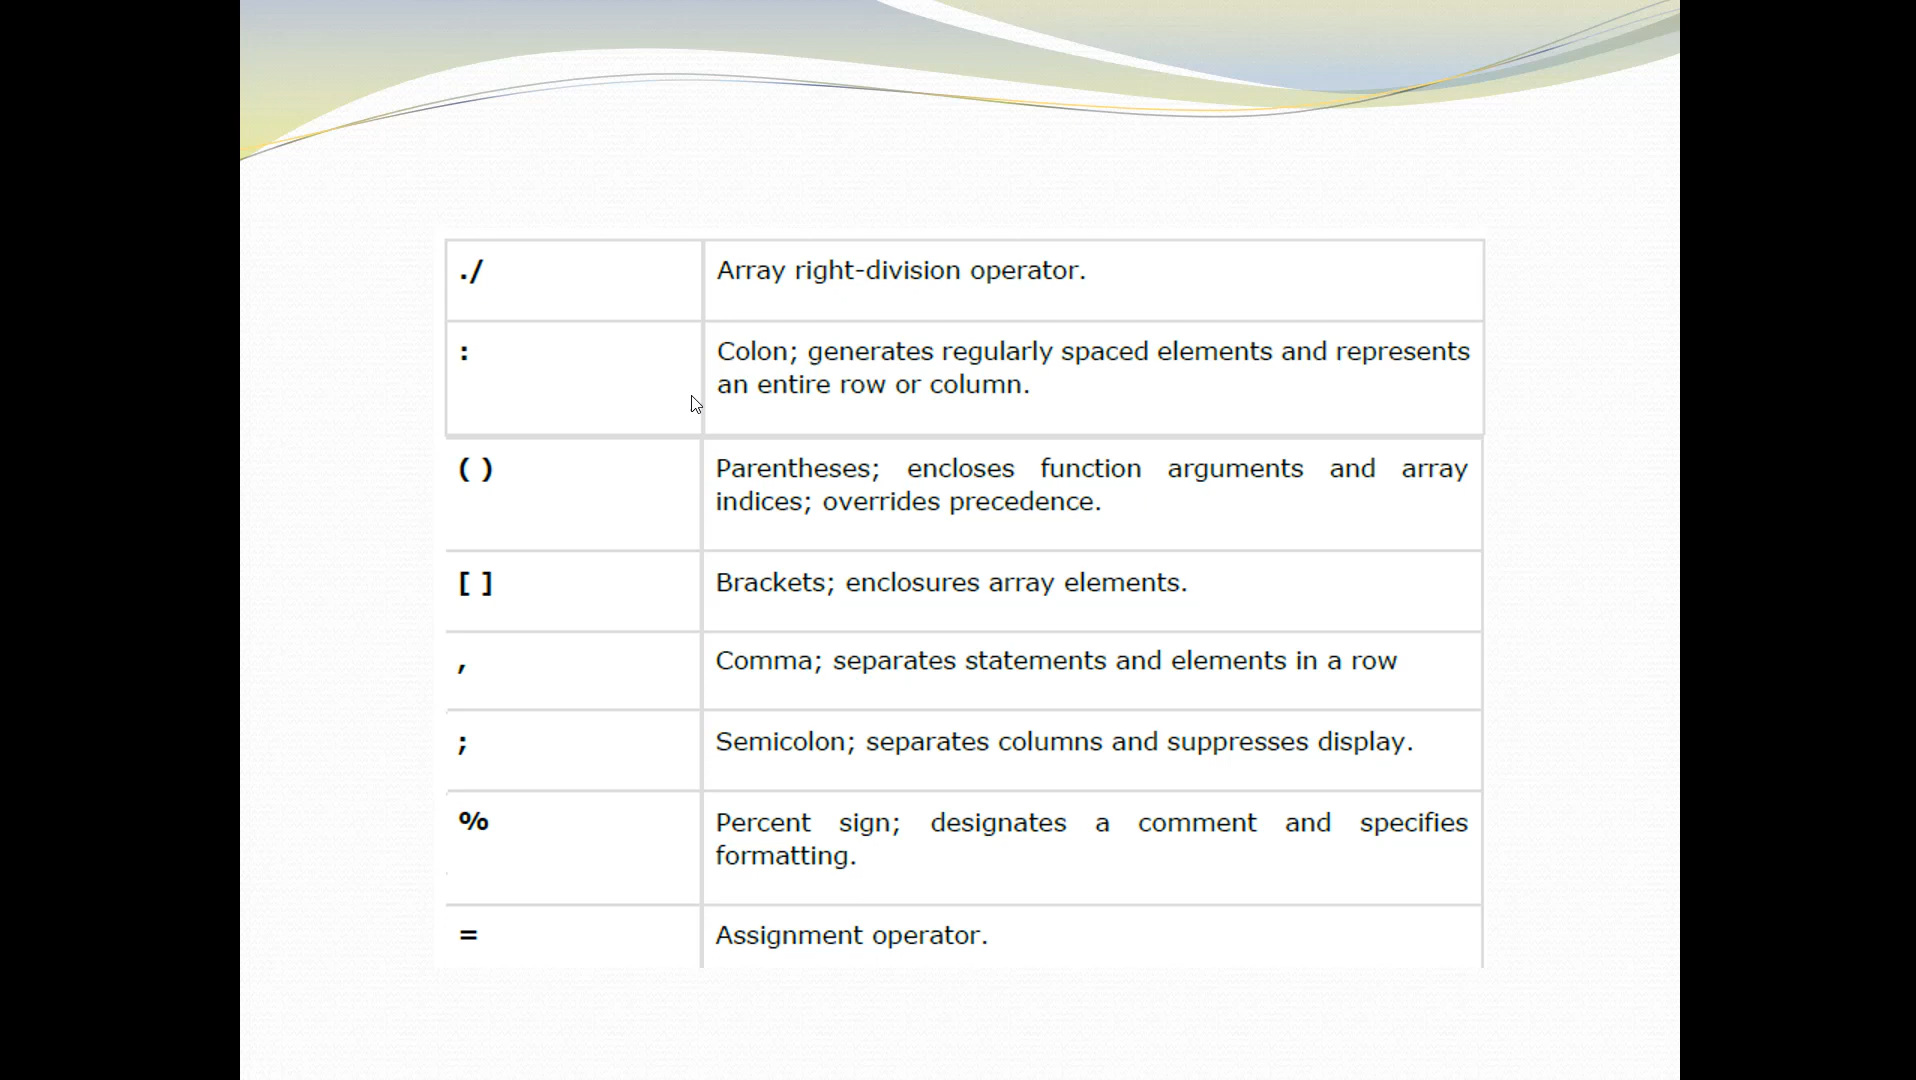 ./ Array right-division operator.
: Colon; generates regularly spaced elements and represents
an entire row or column.
( ) Parentheses; encloses function arguments and array
indices; overrides precedence.
[ ] Brackets; enclosures array elements.
, Comma; separates statements and elements in a row
; Semicolon; separates columns and suppresses display.
% Percent sign; designates a comment and specifies
formatting.
= Assignment operator.